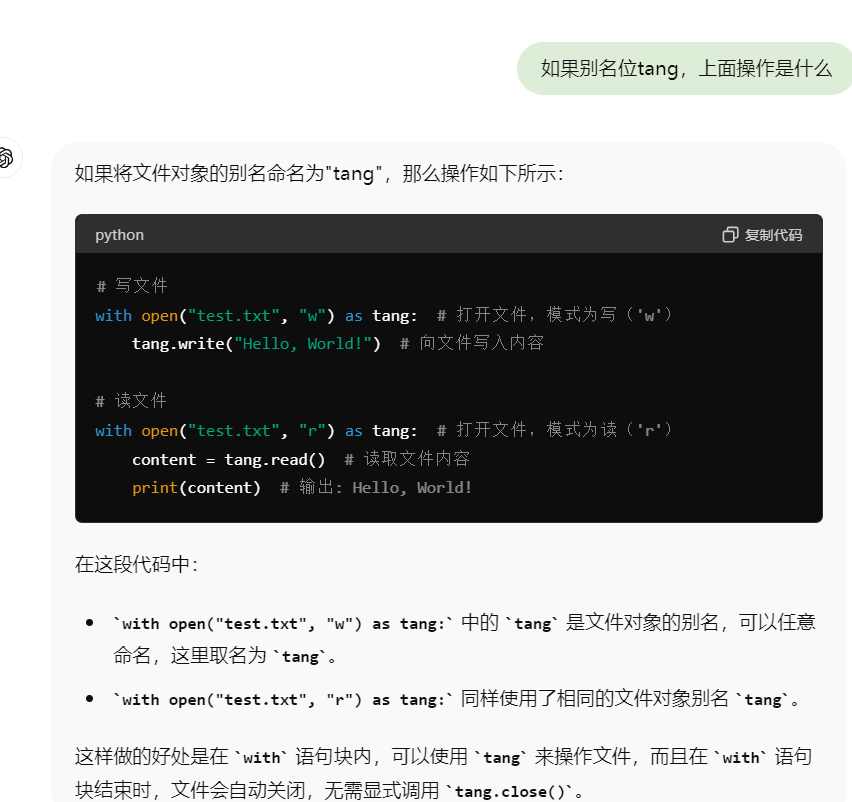 如果别名位tang，上面操作是什么
如果将文件对象的别名命名为"tang"，那么操作如下所示：
python
复制代码
# 写文件
with open("test.txt", "w") as tang:  # 打开文件，模式为写（'w'）
    tang.write("Hello, World!")  # 向文件写入内容
# 读文件
with open("test.txt", "r") as tang:  # 打开文件，模式为读（'r'）
    content = tang.read()  # 读取文件内容
    print(content)  # 输出: Hello, World!
在这段代码中：
`with open("test.txt", "w") as tang:` 中的 `tang` 是文件对象的别名，可以任意
命名，这里取名为 `tang`。
`with open("test.txt", "r") as tang:` 同样使用了相同的文件对象别名 `tang`。
这样做的好处是在 `with` 语句块内，可以使用 `tang` 来操作文件，而且在 `with` 语句
块结束时，文件会自动关闭，无需显式调用 `tang.close()`。